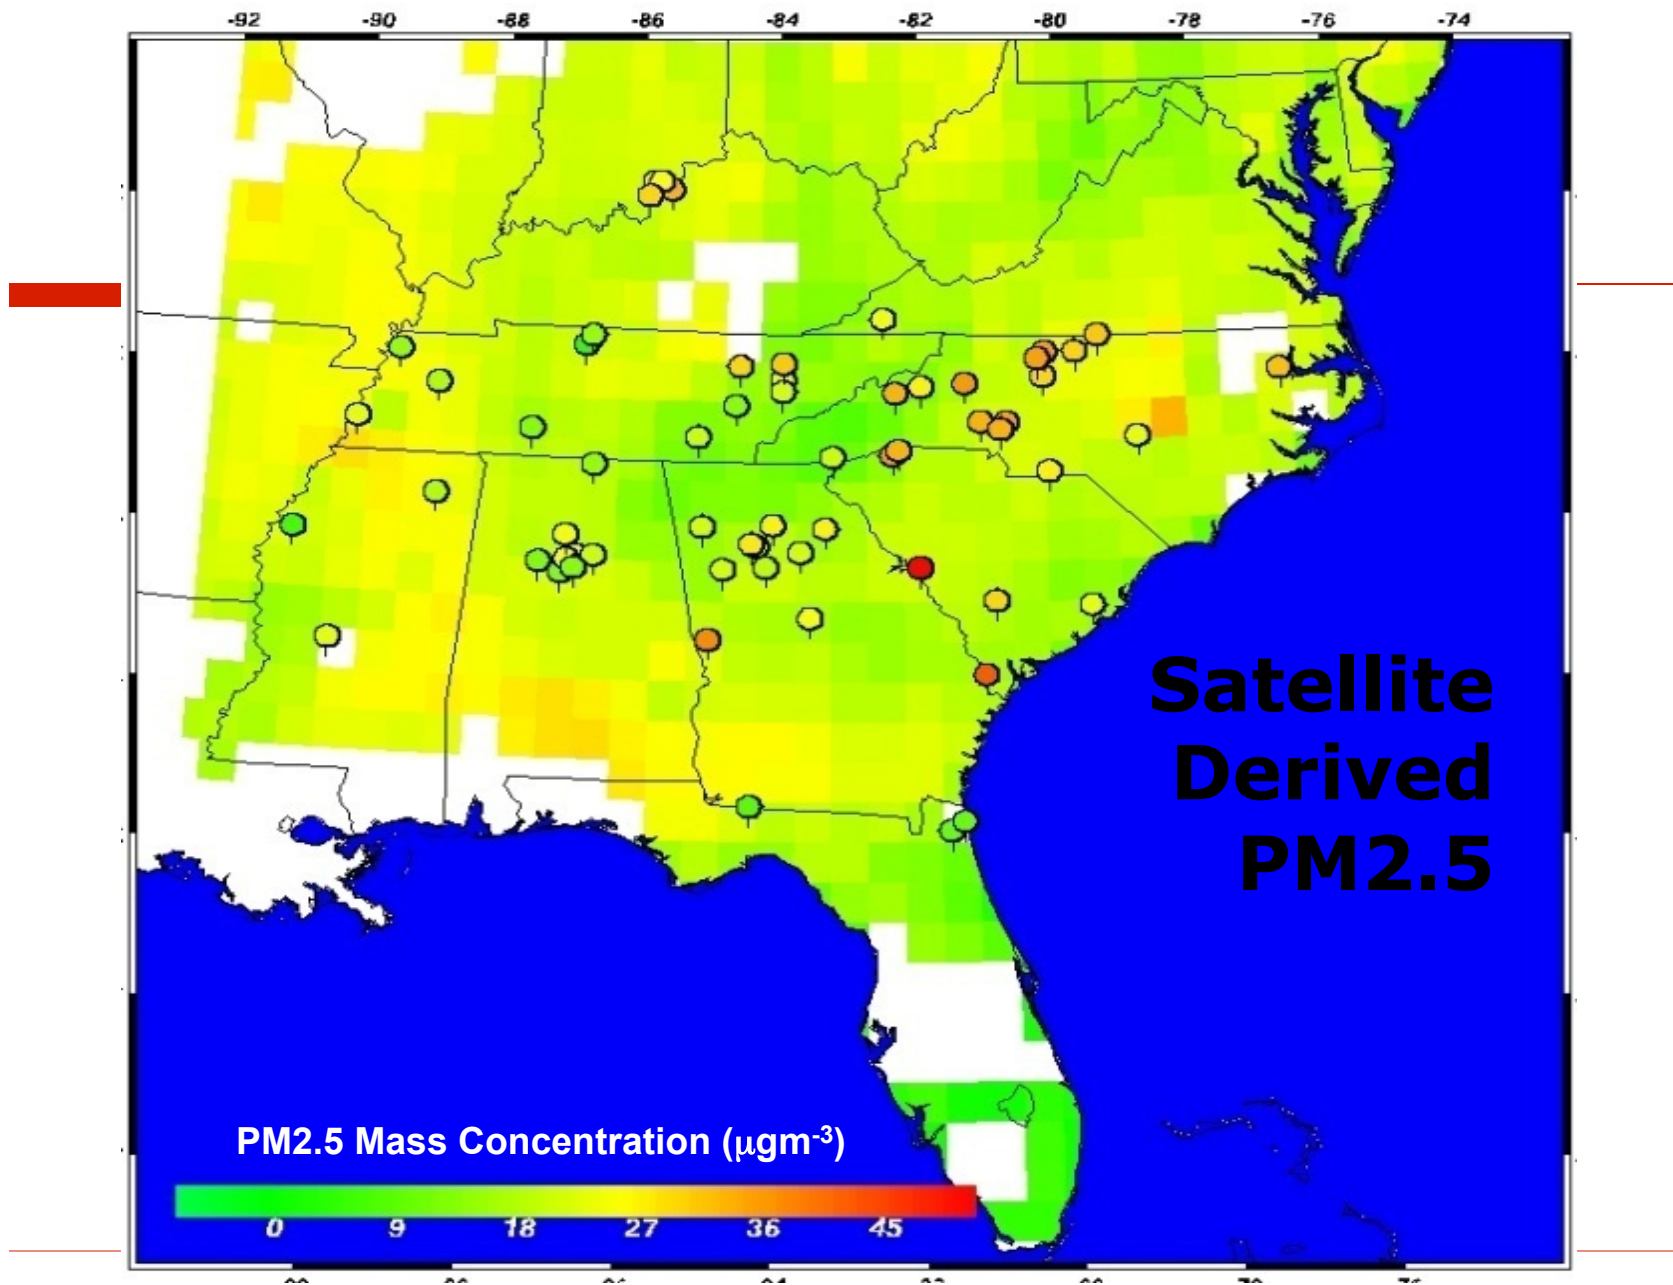 -92 -90 -88 -86 -84 -82 -80 -78 -76 -74
Satellite
Derived
PM2.5
PM2.5 Mass Concentration (μgm-3)
0 9 18 27 36 45